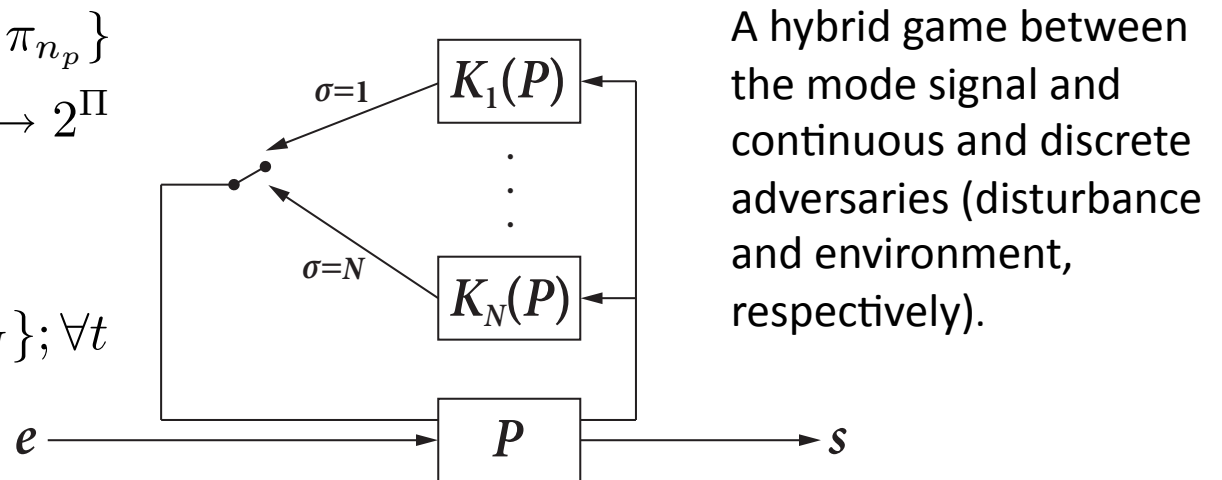 π_{n_p}}
→ 2^Π
}; ∀t
σ=1
K₁(P)
.
.
.
σ=N
K_N(P)
e
P
s
A hybrid game between
the mode signal and
continuous and discrete
adversaries (disturbance
and environment,
respectively).